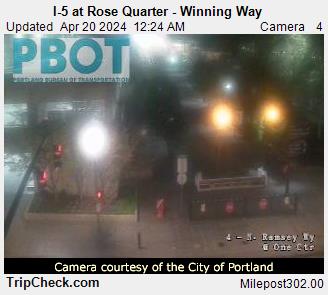 I-5 at Rose Quarter - Winning Way
Updated Apr 20 2024 12:24 AM Camera 4
PBOT
PORTLAND BUREAU OF TRANSPORTATION
4 - N. Ramsey Wy
W One Ctr
Camera courtesy of the City of Portland
TripCheck.com Milepost302.00